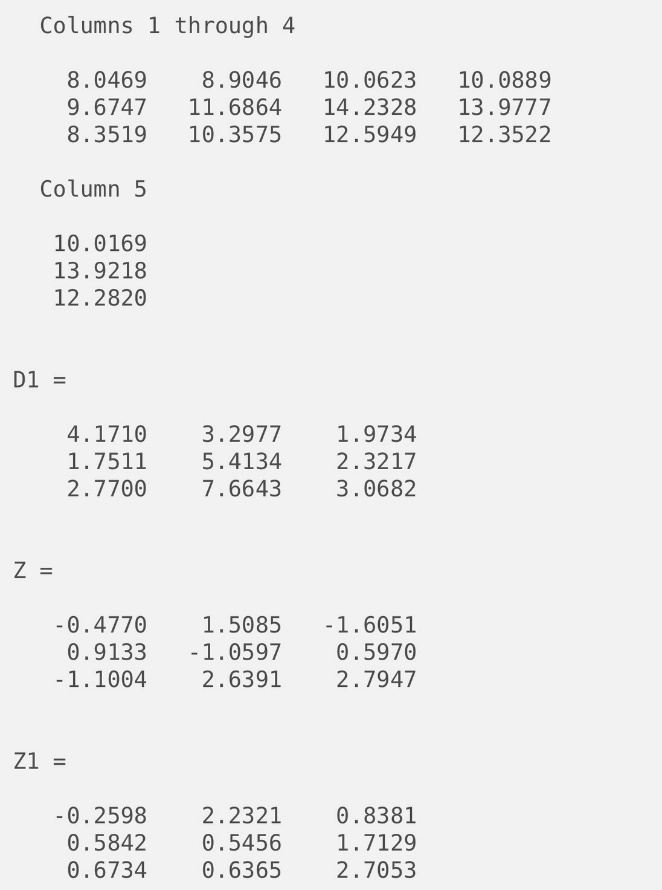 Columns 1 through 4
8.0469 8.9046 10.0623 10.0889
9.6747 11.6864 14.2328 13.9777
8.3519 10.3575 12.5949 12.3522
Column 5
10.0169
13.9218
12.2820
D1 =
4.1710 3.2977 1.9734
1.7511 5.4134 2.3217
2.7700 7.6643 3.0682
Z =
-0.4770 1.5085 -1.6051
0.9133 -1.0597 0.5970
-1.1004 2.6391 2.7947
Z1 =
-0.2598 2.2321 0.8381
0.5842 0.5456 1.7129
0.6734 0.6365 2.7053